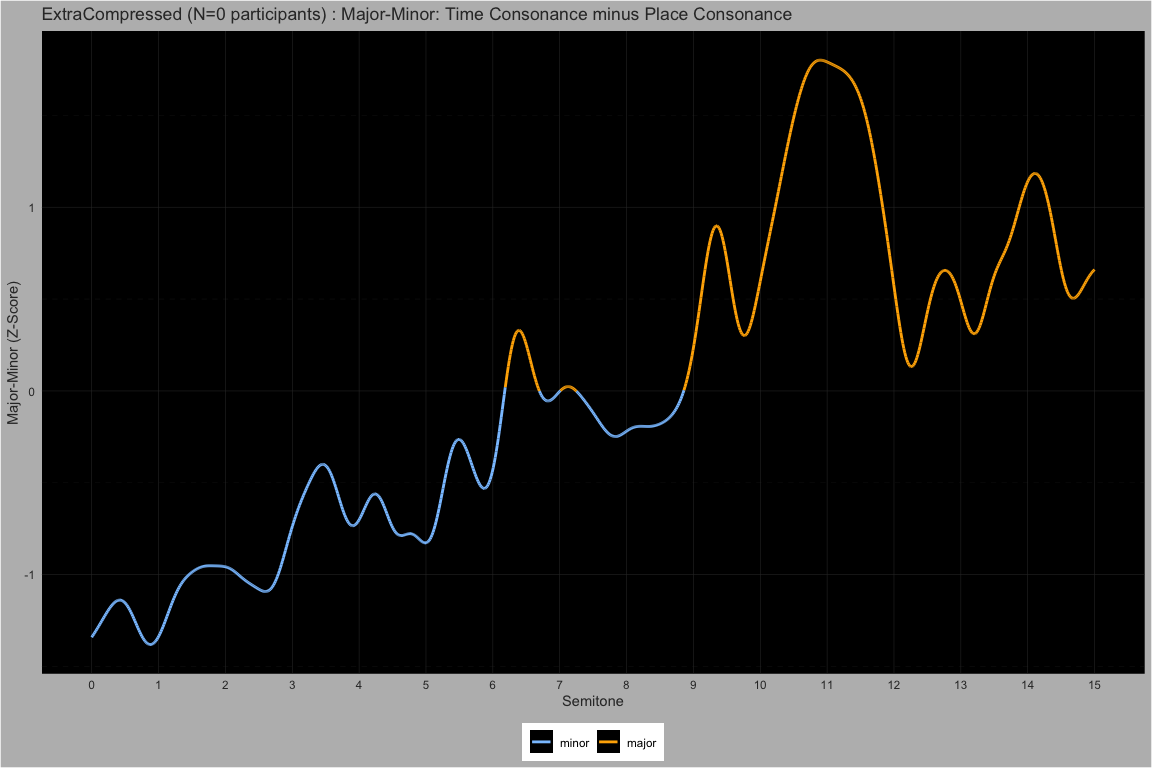 ExtraCompressed (N=0 participants) : Major-Minor: Time Consonance minus Place Consonance
Major-Minor (Z-Score)
1
0
-1
0 1 2 3 4 5 6 7 8 9 10 11 12 13 14 15
Semitone
minor major